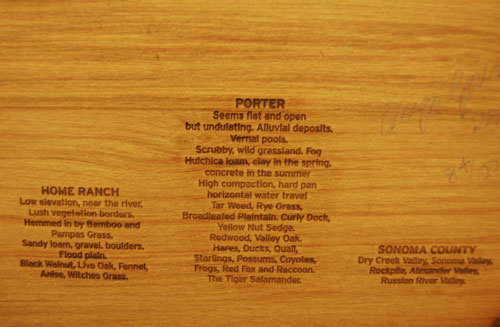 PORTER
Seems flat and open
but undulating. Alluvial deposits.
Vernal pools.
Scrubby, wild grassland. Fog
Huichica loam, clay in the spring,
concrete in the summer
High compaction, hard pan
horizontal water travel
Tar Weed, Rye Grass,
Broadleafed Plaintain. Curly Dock,
Yellow Nut Sedge.
Redwood, Valley Oak.
Hares, Ducks, Quail,
Starlings, Possums, Coyotes,
Frogs, Red Fox and Raccoon.
The Tiger Salamander.
HOME RANCH
Low elevation, near the river.
Lush vegetation borders.
Hemmed in by Bamboo and
Pampas Grass.
Sandy loam, gravel, boulders.
Flood plain.
Black Walnut, Live Oak, Fennel,
Aniss, Witches Grass.
SONOMA COUNTY
Dry Creek Valley, Sonoma Valley,
Rockpile, Alexander Valley,
Russian River Valley.